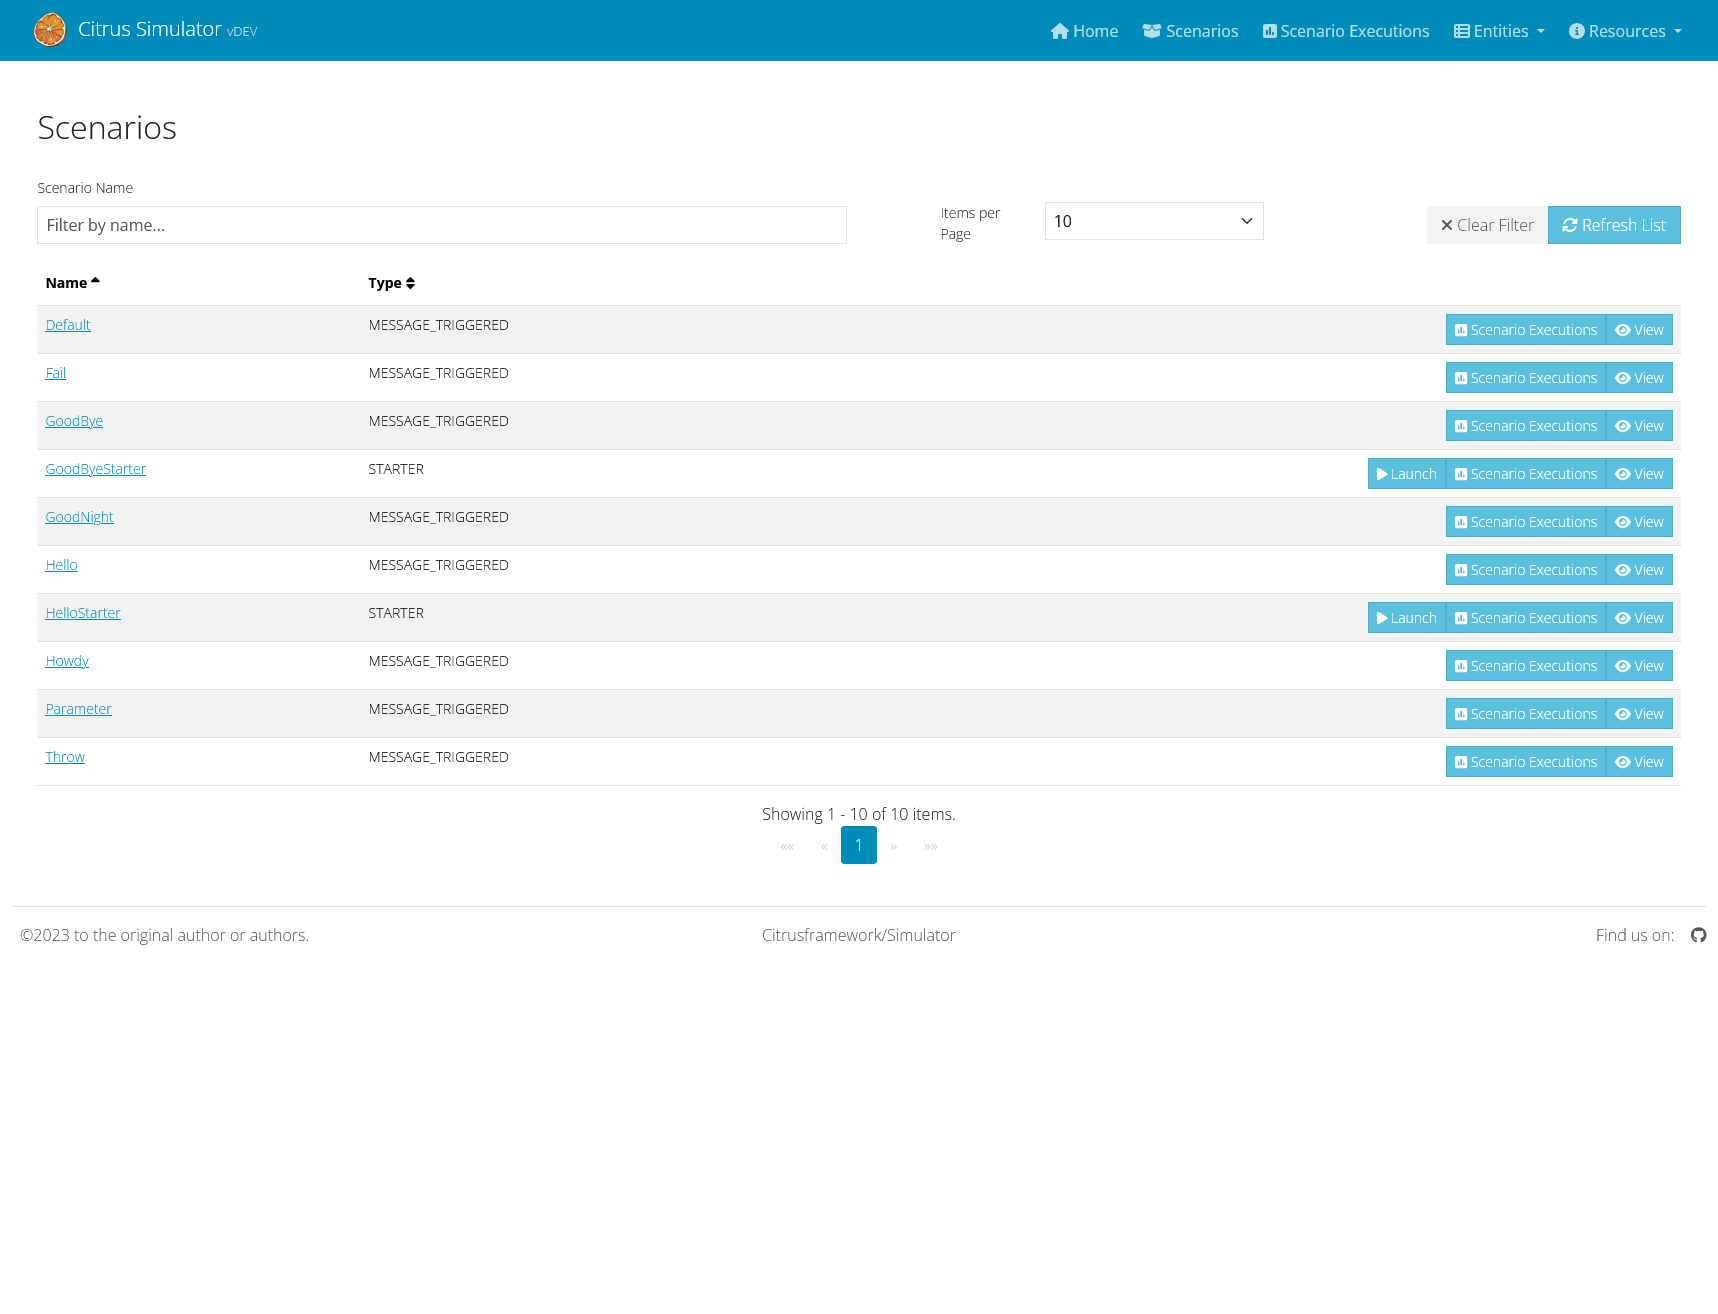 Citrus Simulator vDEV
Home Scenarios Scenario Executions Entities Resources
Scenarios
Scenario Name
Filter by name...
Items per
Page
10
Clear Filter Refresh List
Name Type
Default MESSAGE_TRIGGERED Scenario Executions View
Fail MESSAGE_TRIGGERED Scenario Executions View
GoodBye MESSAGE_TRIGGERED Scenario Executions View
GoodByeStarter STARTER Launch Scenario Executions View
GoodNight MESSAGE_TRIGGERED Scenario Executions View
Hello MESSAGE_TRIGGERED Scenario Executions View
HelloStarter STARTER Launch Scenario Executions View
Howdy MESSAGE_TRIGGERED Scenario Executions View
Parameter MESSAGE_TRIGGERED Scenario Executions View
Throw MESSAGE_TRIGGERED Scenario Executions View
Showing 1 - 10 of 10 items.
«« « 1 » »»
©2023 to the original author or authors. Citrusframework/Simulator Find us on: